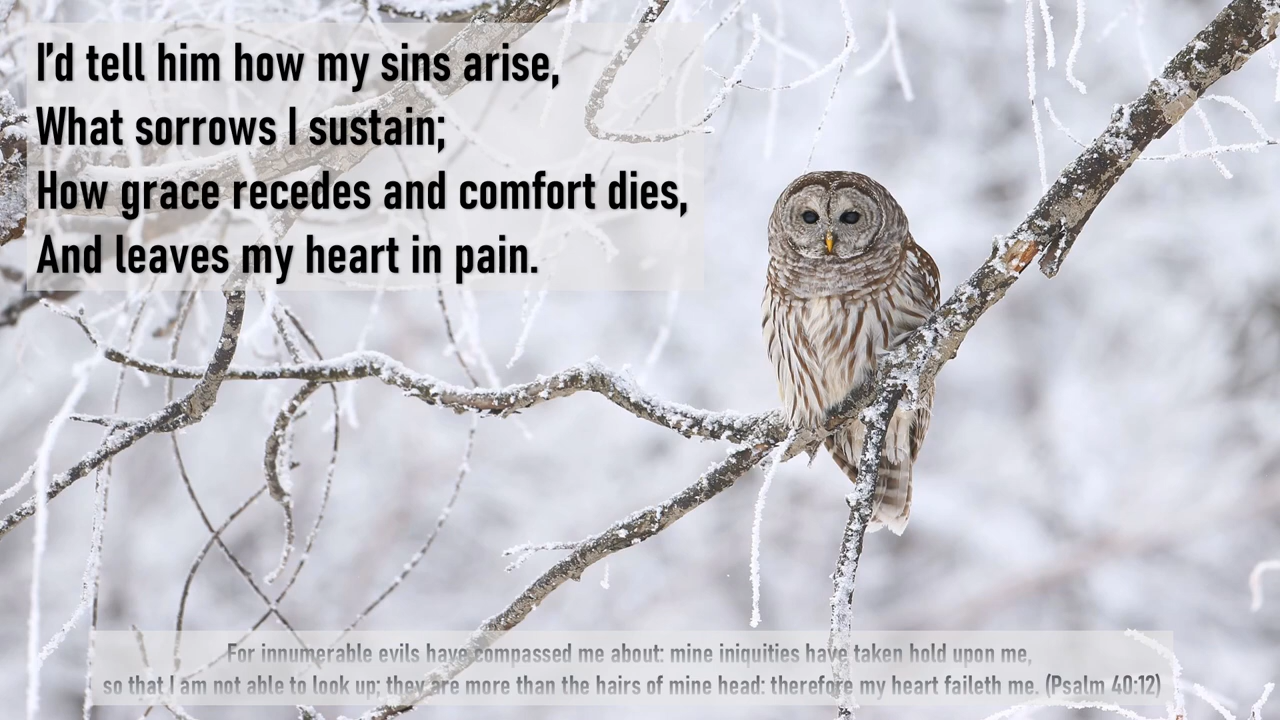 I’d tell him how my sins arise,
What sorrows I sustain;
How grace recedes and comfort dies,
And leaves my heart in pain.
For innumerable evils have compassed me about: mine iniquities have taken hold upon me,
so that I am not able to look up; they are more than the hairs of mine head: therefore my heart faileth me. (Psalm 40:12)